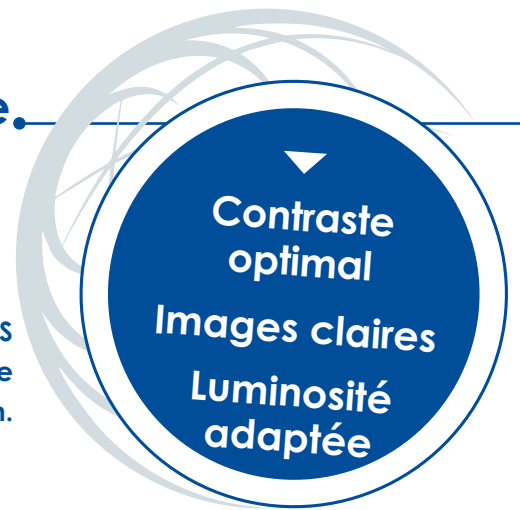 e.
Contraste
optimal
Images claires
Luminosité
adaptée
s
e
n.